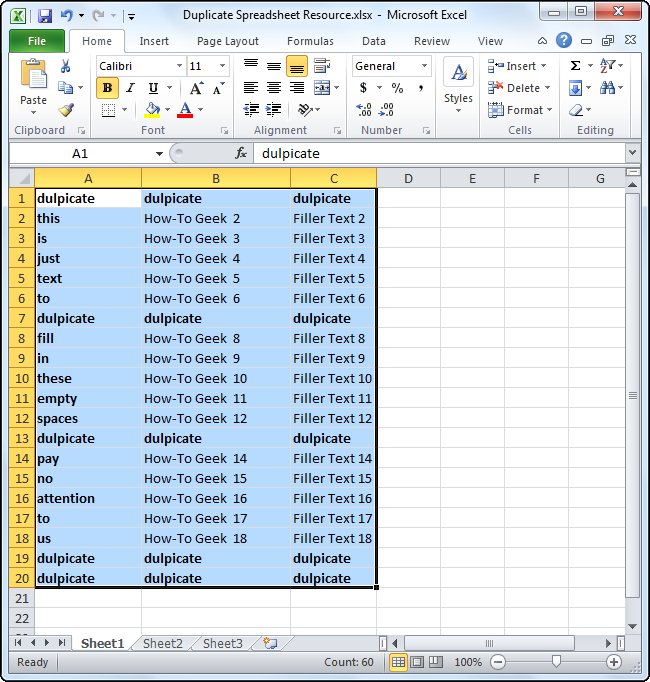 Duplicate Spreadsheet Resource.xlsx - Microsoft Excel
File Home Insert Page Layout Formulas Data Review View
Paste
Calibri 11
B I U A A
A
General
$ % ,
.00 .0
Styles
Insert
Delete
Format
Σ
Clipboard Font Alignment Number Cells Editing
A1 fx dulpicate
A B C D E F G
1 dulpicate dulpicate dulpicate
2 this How-To Geek 2 Filler Text 2
3 is How-To Geek 3 Filler Text 3
4 just How-To Geek 4 Filler Text 4
5 text How-To Geek 5 Filler Text 5
6 to How-To Geek 6 Filler Text 6
7 dulpicate dulpicate dulpicate
8 fill How-To Geek 8 Filler Text 8
9 in How-To Geek 9 Filler Text 9
10 these How-To Geek 10 Filler Text 10
11 empty How-To Geek 11 Filler Text 11
12 spaces How-To Geek 12 Filler Text 12
13 dulpicate dulpicate dulpicate
14 pay How-To Geek 14 Filler Text 14
15 no How-To Geek 15 Filler Text 15
16 attention How-To Geek 16 Filler Text 16
17 to How-To Geek 17 Filler Text 17
18 us How-To Geek 18 Filler Text 18
19 dulpicate dulpicate dulpicate
20 dulpicate dulpicate dulpicate
21
22
Sheet1 Sheet2 Sheet3
Ready Count: 60 100%